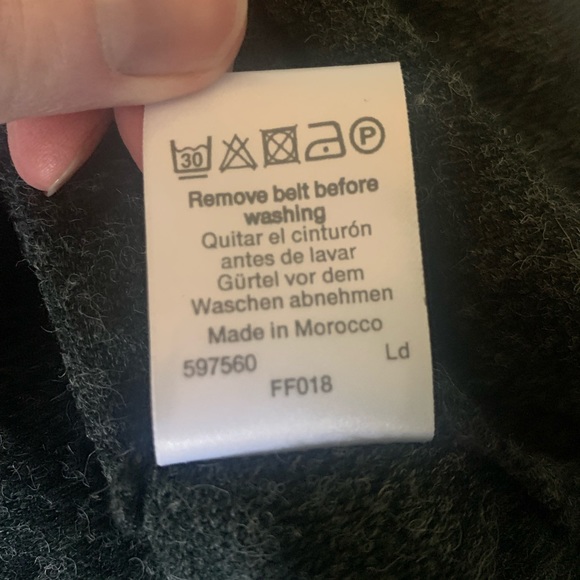 30 P
Remove belt before
washing
Quitar el cinturón
antes de lavar
Gürtel vor dem
Waschen abnehmen
Made in Morocco
597560 Ld
FF018